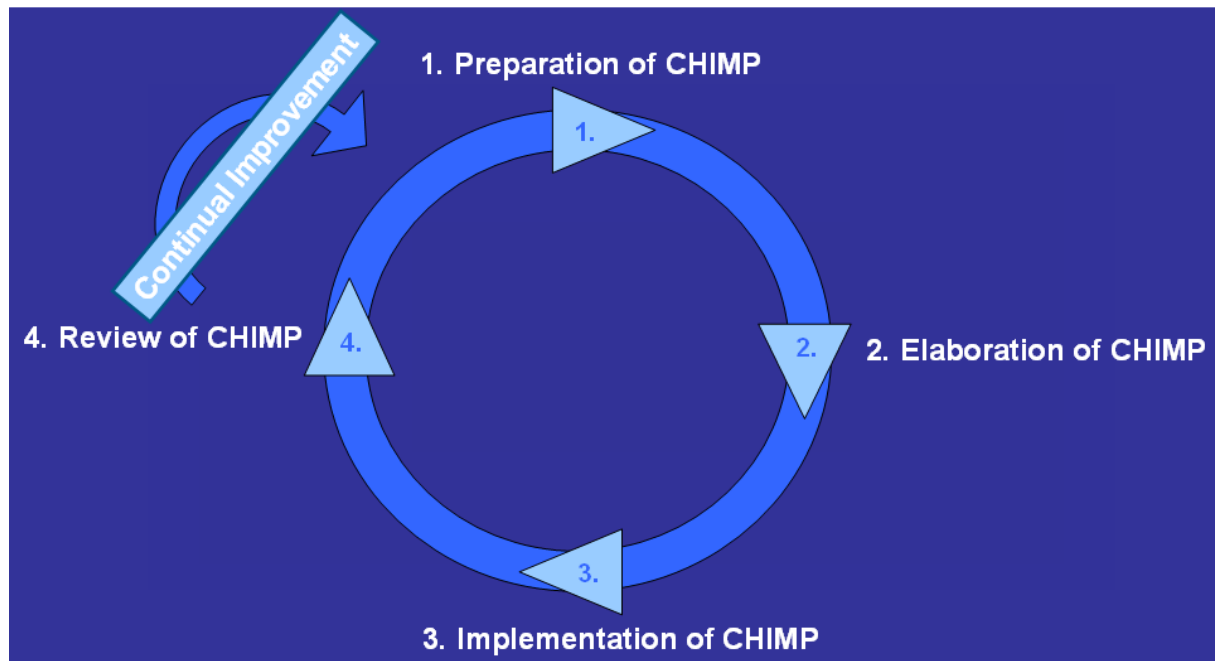 1. Preparation of CHIMP
Continual Improvement
1.
4. Review of CHIMP
4.
2.
2. Elaboration of CHIMP
3.
3. Implementation of CHIMP